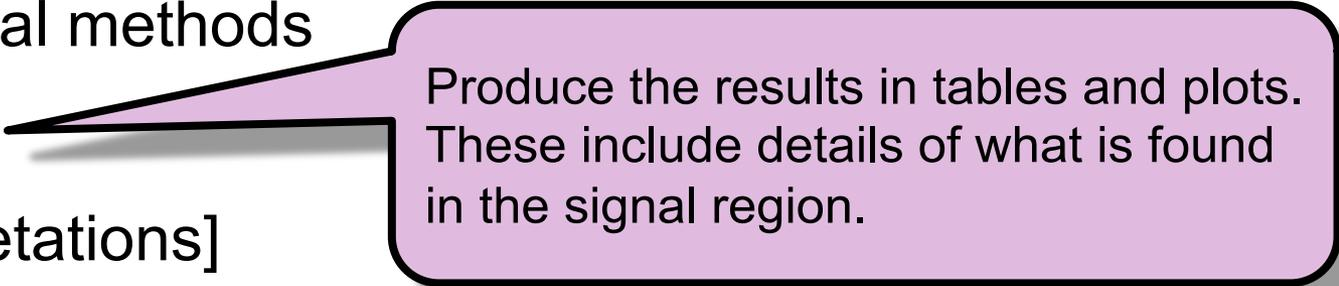 al methods
Produce the results in tables and plots.
These include details of what is found
in the signal region.
etations]